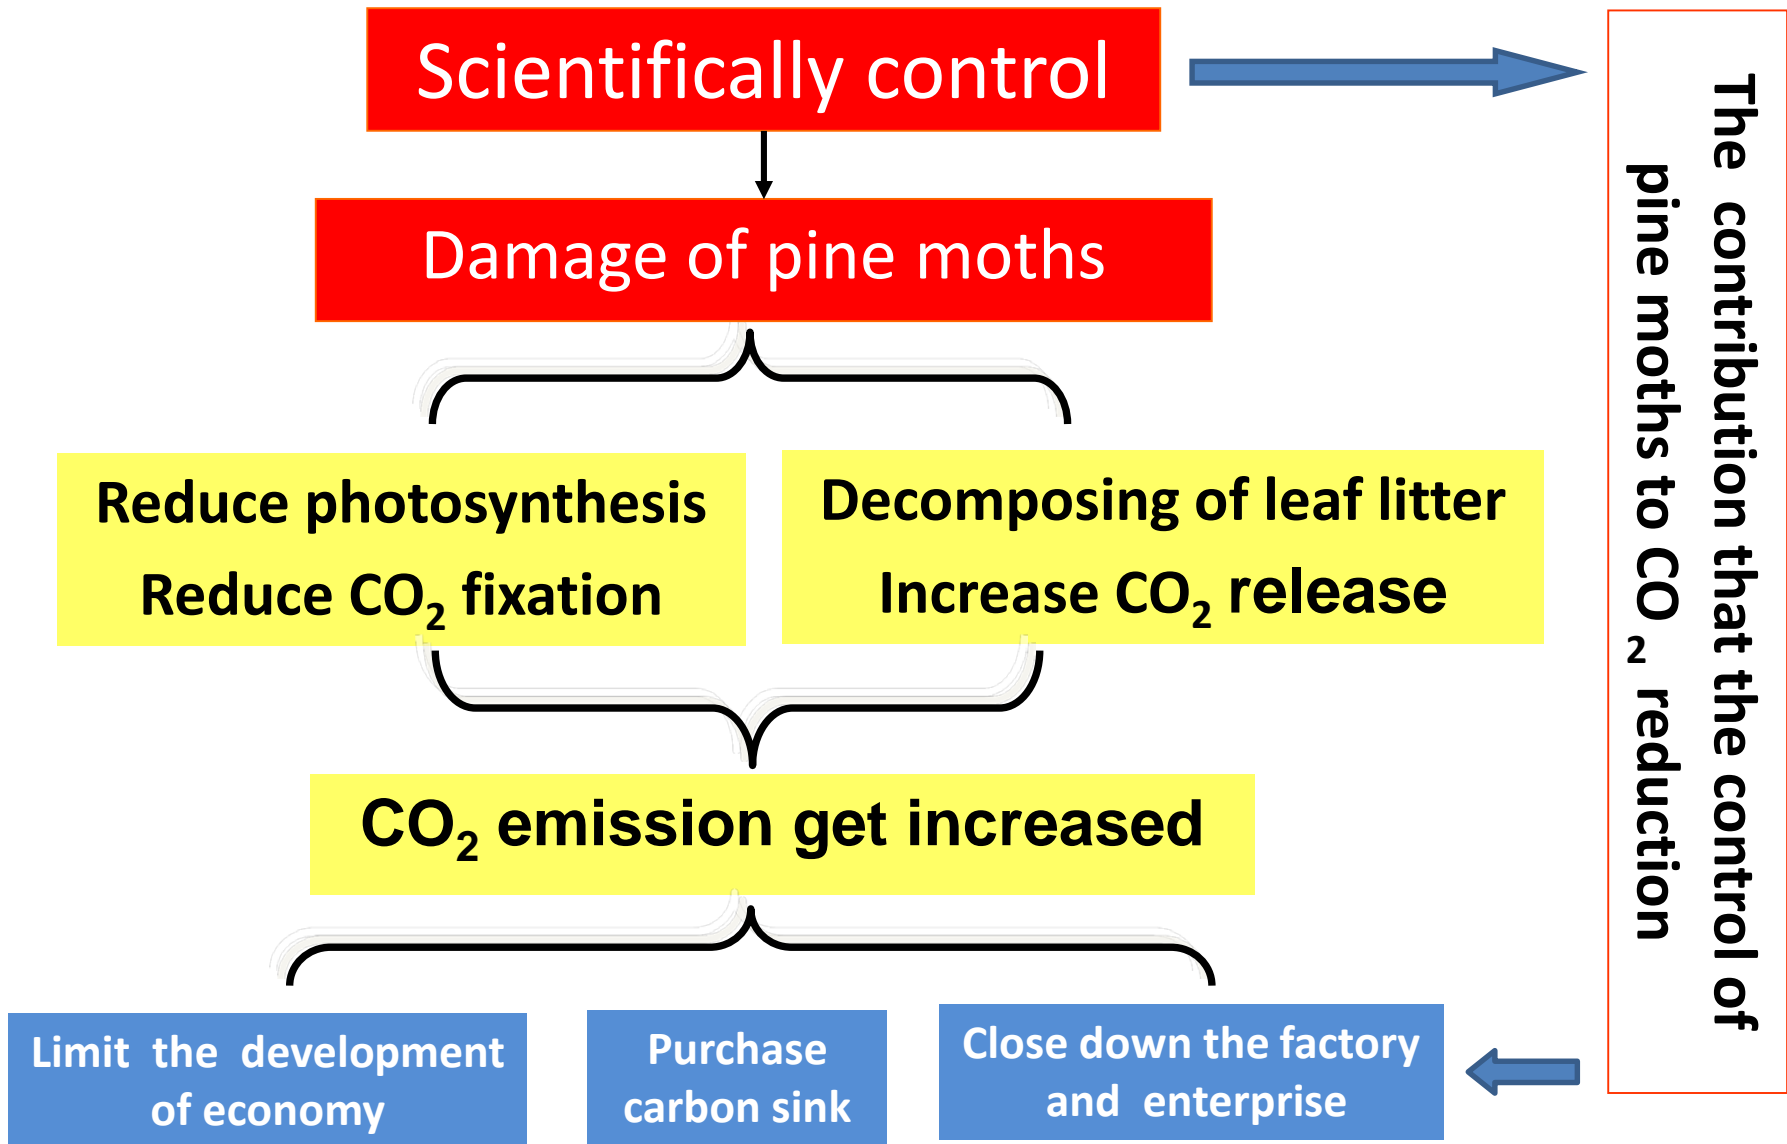 Scientifically control
Damage of pine moths
Reduce photosynthesis
Reduce CO₂ fixation
Decomposing of leaf litter
Increase CO₂ release
CO₂ emission get increased
Limit the development
of economy
Purchase
carbon sink
Close down the factory
and enterprise
The contribution that the control of
pine moths to CO₂ reduction